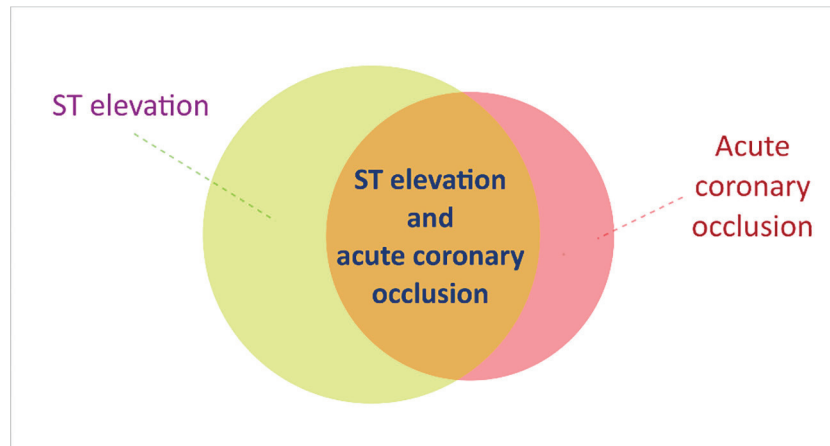 ST elevation
ST elevation
and
acute coronary
occlusion
Acute
coronary
occlusion